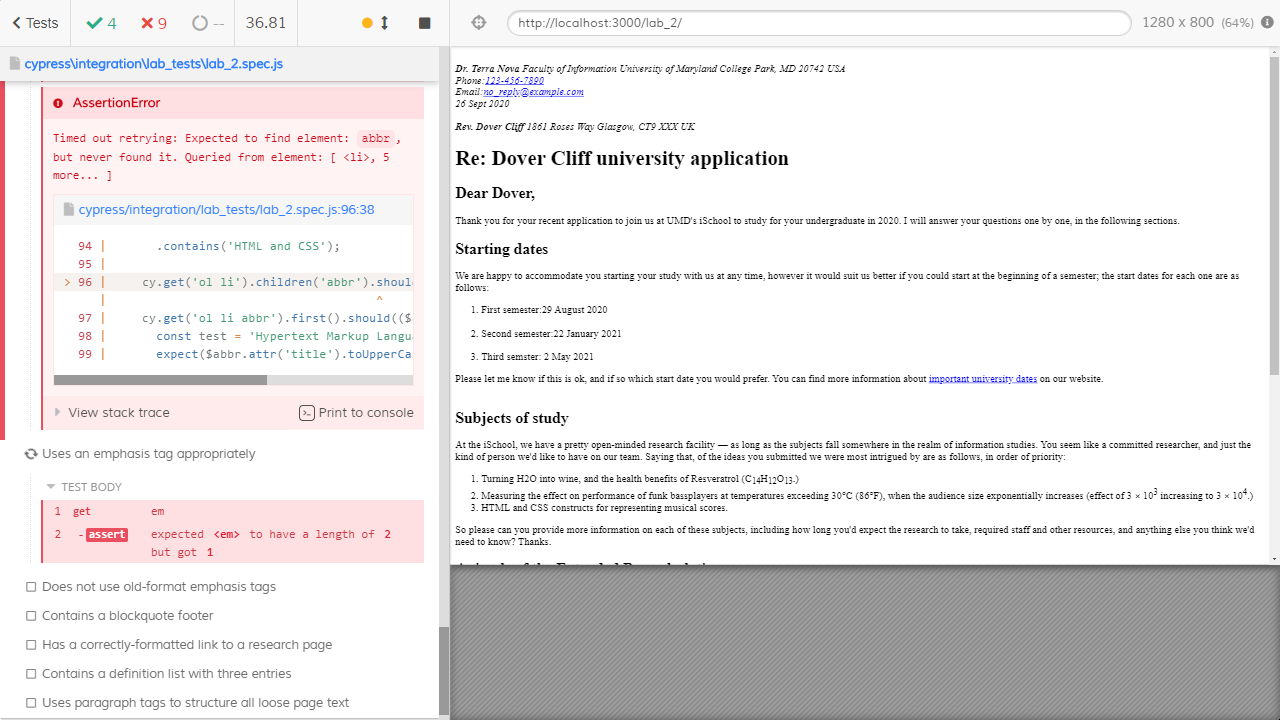 Tests
4
9
--
36.81
http://localhost:3000/lab_2/
1280 x 800 (64%)
cypress\integration\lab_tests\lab_2.spec.js
AssertionError
Timed out retrying: Expected to find element: abbr,
but never found it. Queried from element: [ <li>, 5
more... ]
cypress/integration/lab_tests/lab_2.spec.js:96:38
94 | .contains('HTML and CSS');
95 |
> 96 | cy.get('ol li').children('abbr').shoul
| ^
97 | cy.get('ol li abbr').first().should(($
98 | const test = 'Hypertext Markup Langu
99 | expect($abbr.attr('title').toUpperCa
View stack trace
Print to console
Uses an emphasis tag appropriately
TEST BODY
1 get em
2 -assert expected <em> to have a length of 2
but got 1
Does not use old-format emphasis tags
Contains a blockquote footer
Has a correctly-formatted link to a research page
Contains a definition list with three entries
Uses paragraph tags to structure all loose page text
Dr. Terra Nova Faculty of Information University of Maryland College Park, MD 20742 USA
Phone:123-456-7890
Email:no_reply@example.com
26 Sept 2020
Rev. Dover Cliff 1861 Roses Way Glasgow, CT9 XXX UK
Re: Dover Cliff university application
Dear Dover,
Thank you for your recent application to join us at UMD's iSchool to study for your undergraduate in 2020. I will answer your questions one by one, in the following sections.
Starting dates
We are happy to accommodate you starting your study with us at any time, however it would suit us better if you could start at the beginning of a semester; the start dates for each one are as
follows:
1. First semester:29 August 2020
2. Second semester:22 January 2021
3. Third semster: 2 May 2021
Please let me know if this is ok, and if so which start date you would prefer. You can find more information about important university dates on our website.
Subjects of study
At the iSchool, we have a pretty open-minded research facility — as long as the subjects fall somewhere in the realm of information studies. You seem like a committed researcher, and just the
kind of person we'd like to have on our team. Saying that, of the ideas you submitted we were most intrigued by are as follows, in order of priority:
1. Turning H2O into wine, and the health benefits of Resveratrol (C14H12O13.)
2. Measuring the effect on performance of funk bassplayers at temperatures exceeding 30°C (86°F), when the audience size exponentially increases (effect of 3 × 10³ increasing to 3 × 10⁴.)
3. HTML and CSS constructs for representing musical scores.
So please can you provide more information on each of these subjects, including how long you'd expect the research to take, required staff and other resources, and anything else you think we'd
need to know? Thanks.